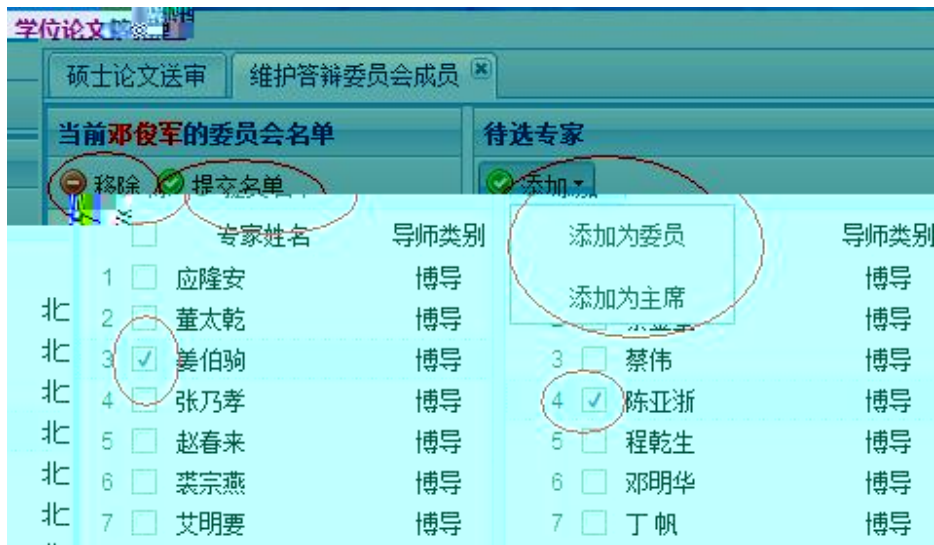 学位论文
硕士论文送审 维护答辩委员会成员
当前邓俊军的委员会名单 待选专家
移除 提交名单 添加
专家姓名 导师类别 添加为委员 导师类别
1 应隆安 博导 博导
添加为主席
北 2 董太乾 博导 博导
北 3 姜伯驹 博导 3 蔡伟 博导
北 4 张乃孝 博导 4 陈亚浙 博导
北 5 赵春来 博导 5 程乾生 博导
北 6 裘宗燕 博导 6 邓明华 博导
北 7 艾明要 博导 7 丁帆 博导